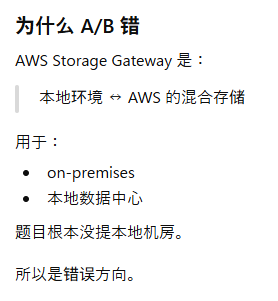 为什么 A/B 错
AWS Storage Gateway 是：
本地环境 ↔ AWS 的混合存储
用于：
• on-premises
• 本地数据中心
题目根本没提本地机房。
所以是错误方向。